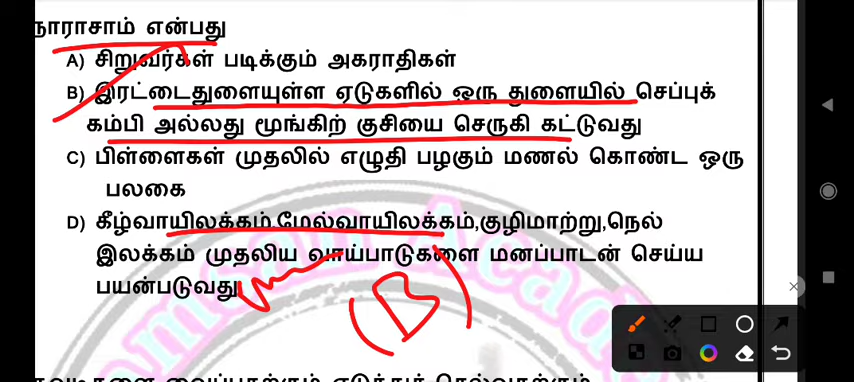 நாராசாம் என்பது
A) சிறுவர்கள் படிக்கும் அகராதிகள்
B) இரட்டைதுளையுள்ள ஏடுகளில் ஒரு துளையில் செப்புக்
கம்பி அல்லது மூங்கிற் குசியை செருகி கட்டுவது
C) பிள்ளைகள் முதலில் எழுதி பழகும் மணல் கொண்ட ஒரு
பலகை
D) கீழ்வாயிலக்கம்,மேல்வாயிலக்கம்,குழிமாற்று,நெல்
இலக்கம் முதலிய வாய்பாடுகளை மனப்பாடன் செய்ய
பயன்படுவது
(B)